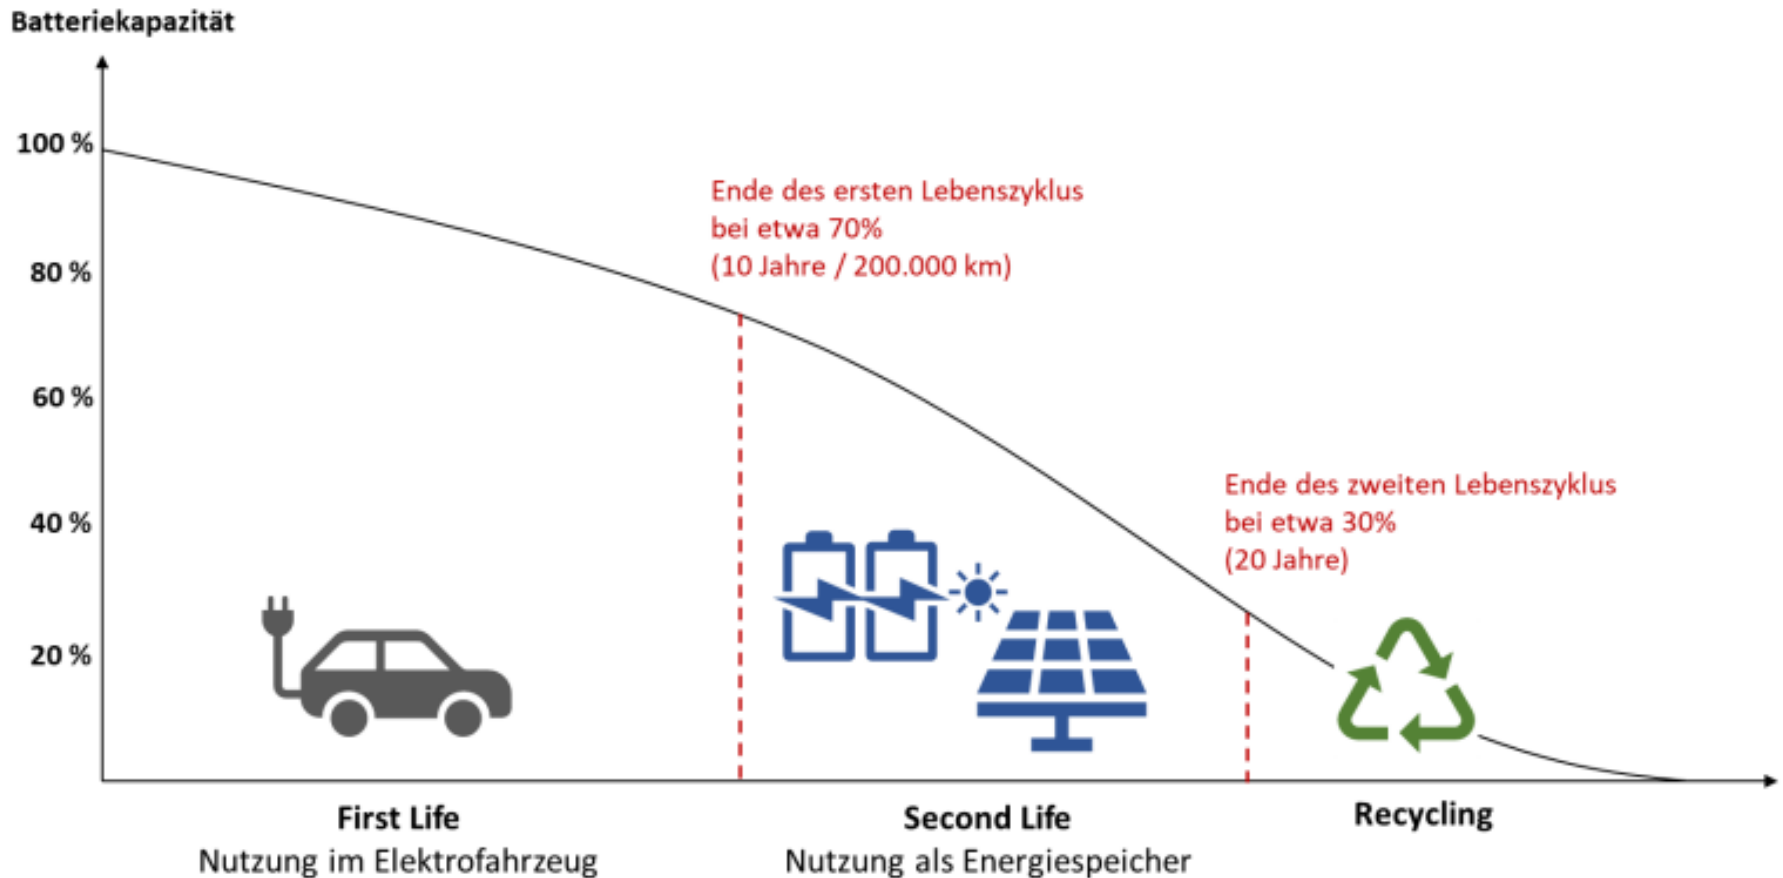 Batteriekapazität
100 %
Ende des ersten Lebenszyklus
bei etwa 70%
(10 Jahre / 200.000 km)
80 %
60 %
Ende des zweiten Lebenszyklus
bei etwa 30%
(20 Jahre)
40 %
20 %
First Life
Nutzung im Elektrofahrzeug
Second Life
Nutzung als Energiespeicher
Recycling